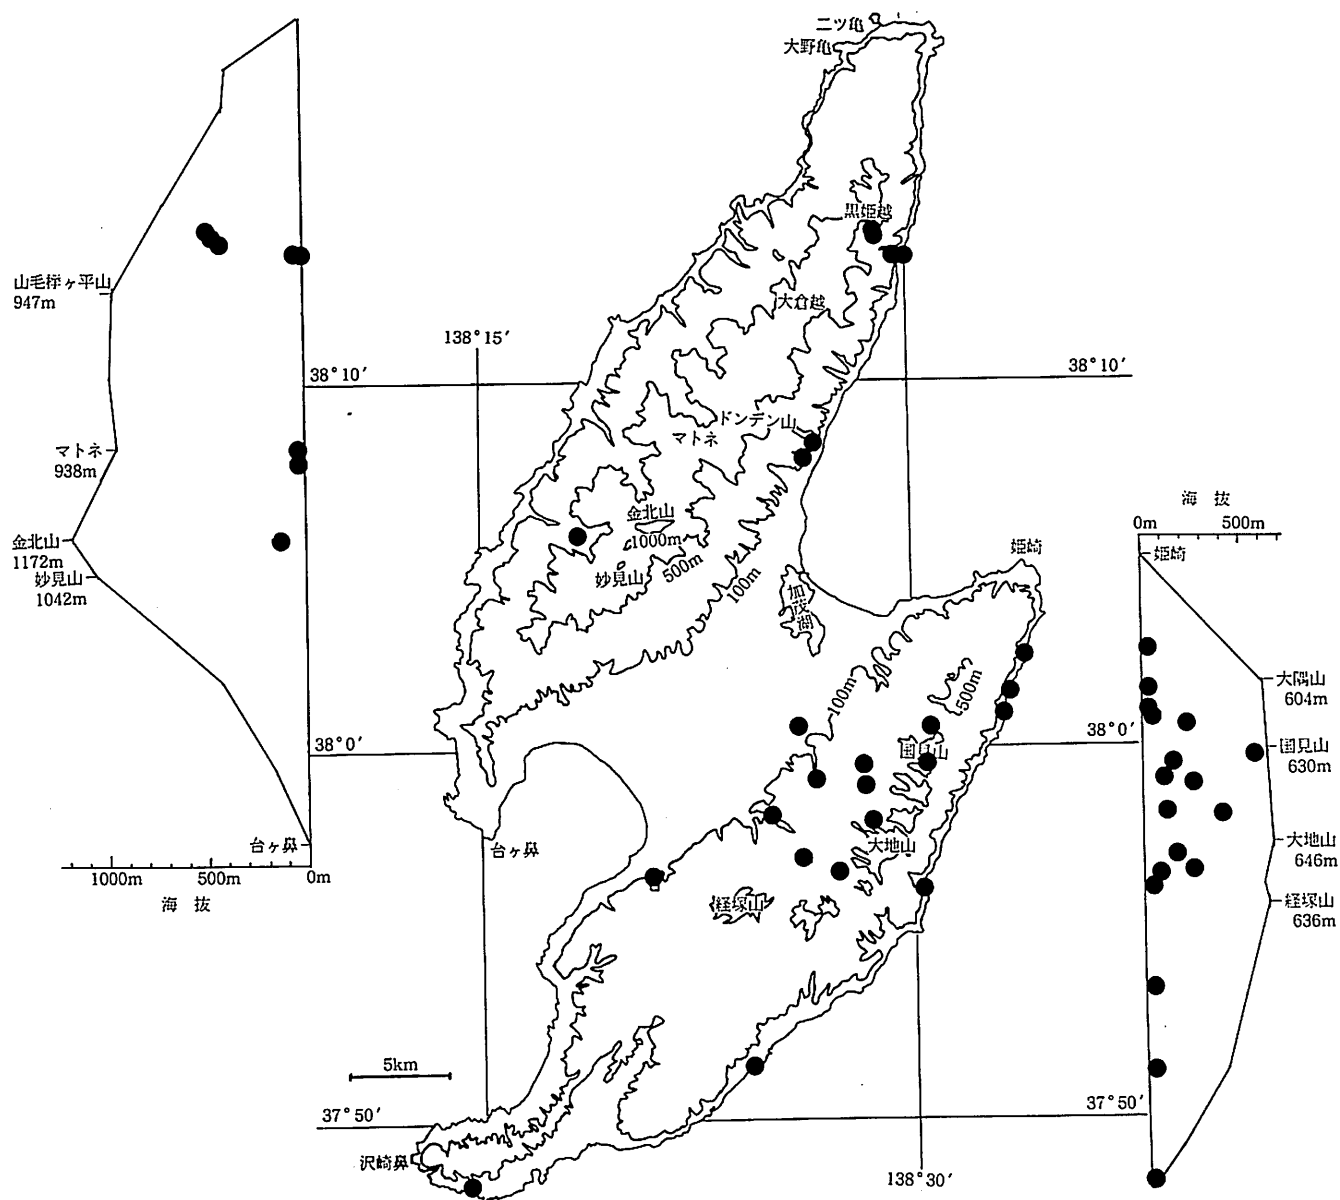 二ツ亀
大野亀
黒姫越
大倉越
山毛欅ヶ平山
947m
138°15′
38°10′
38°10′
ドンデン山
マトネ
マトネ
938m
海 抜
0m
500m
金北山
1172m
妙見山
1042m
金北山
1000m
妙見山
500m
100m
加茂湖
姫崎
姫崎
大隅山
604m
100m
500m
38°0′
38°0′
国見山
国見山
630m
台ヶ鼻
台ヶ鼻
大地山
大地山
646m
1000m
500m
0m
海 抜
経塚山
経塚山
636m
5km
37°50′
37°50′
沢崎鼻
138°30′